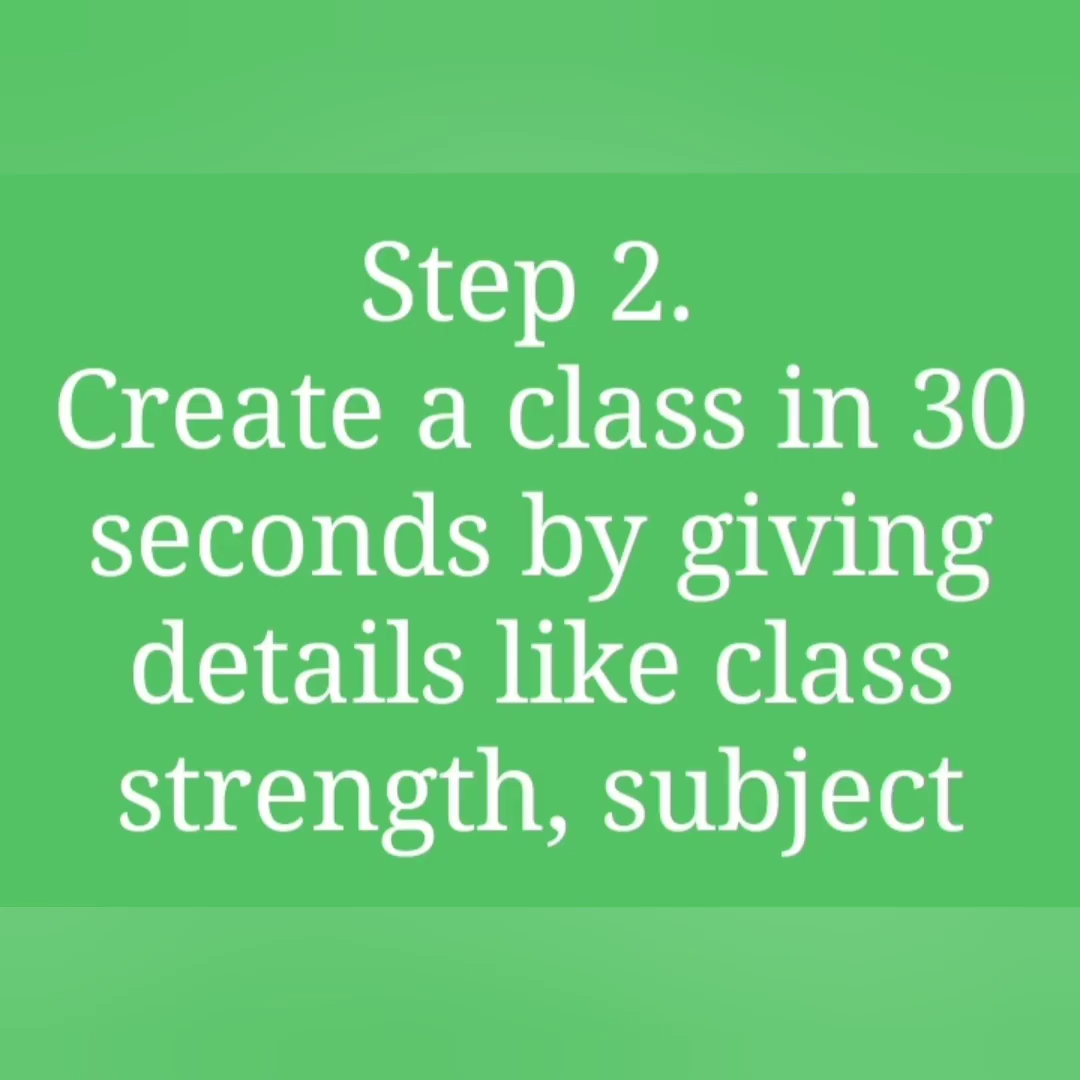 Step 2.
Create a class in 30
seconds by giving
details like class
strength, subject